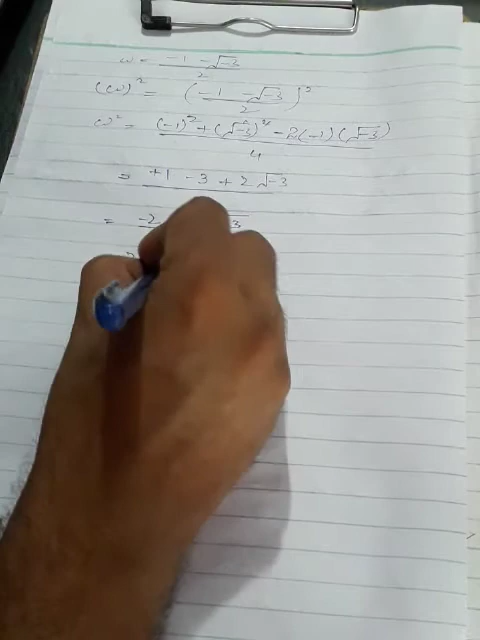 ω = (-1 - √-3)/2
(ω)² = ((-1 - √-3)/2)²
ω² = ((-1)² + (√-3)² - 2(-1)(√-3))/4
= +1 - 3 + 2√-3
= -2 3